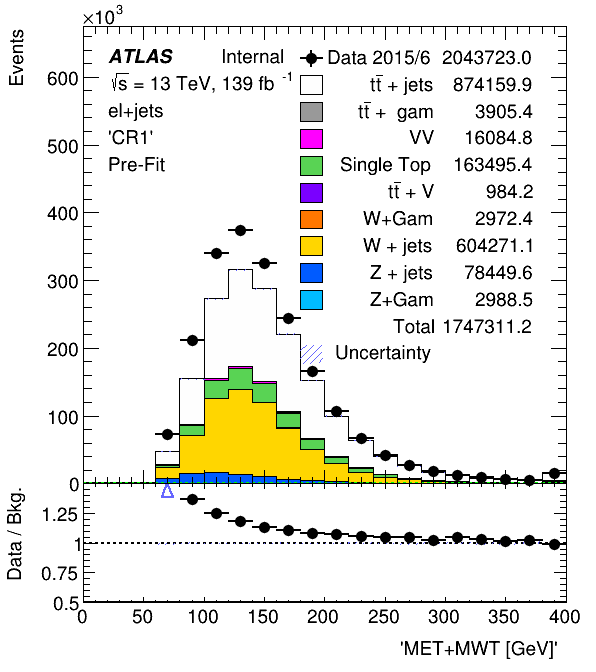 ×10³
Events
ATLAS Internal
√s = 13 TeV, 139 fb⁻¹
el+jets
'CR1'
Pre-Fit
Data 2015/6 2043723.0
tt̄ + jets 874159.9
tt̄ + gam 3905.4
VV 16084.8
Single Top 163495.4
tt̄ + V 984.2
W+Gam 2972.4
W + jets 604271.1
Z + jets 78449.6
Z+Gam 2988.5
Total 1747311.2
Uncertainty
600
500
400
300
200
100
0
Data / Bkg.
1.25
1
0.75
0.5
0 50 100 150 200 250 300 350 400
'MET+MWT [GeV]'